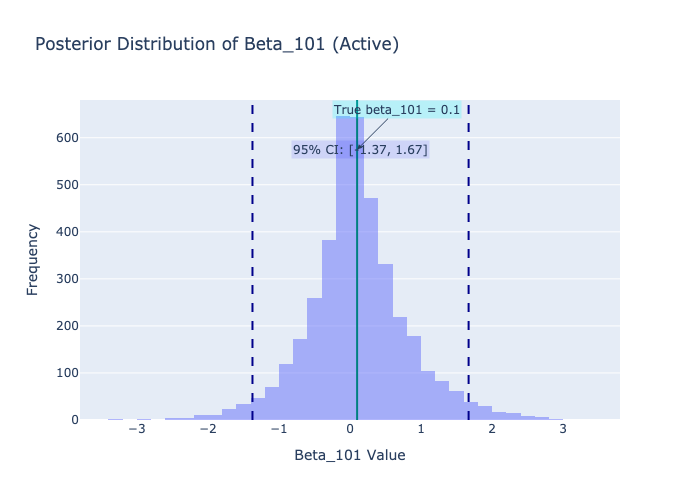 Posterior Distribution of Beta_101 (Active)
True beta_101 = 0.1
95% CI: [-1.37, 1.67]
600
500
400
300
200
100
0
Frequency
−3
−2
−1
0
1
2
3
Beta_101 Value